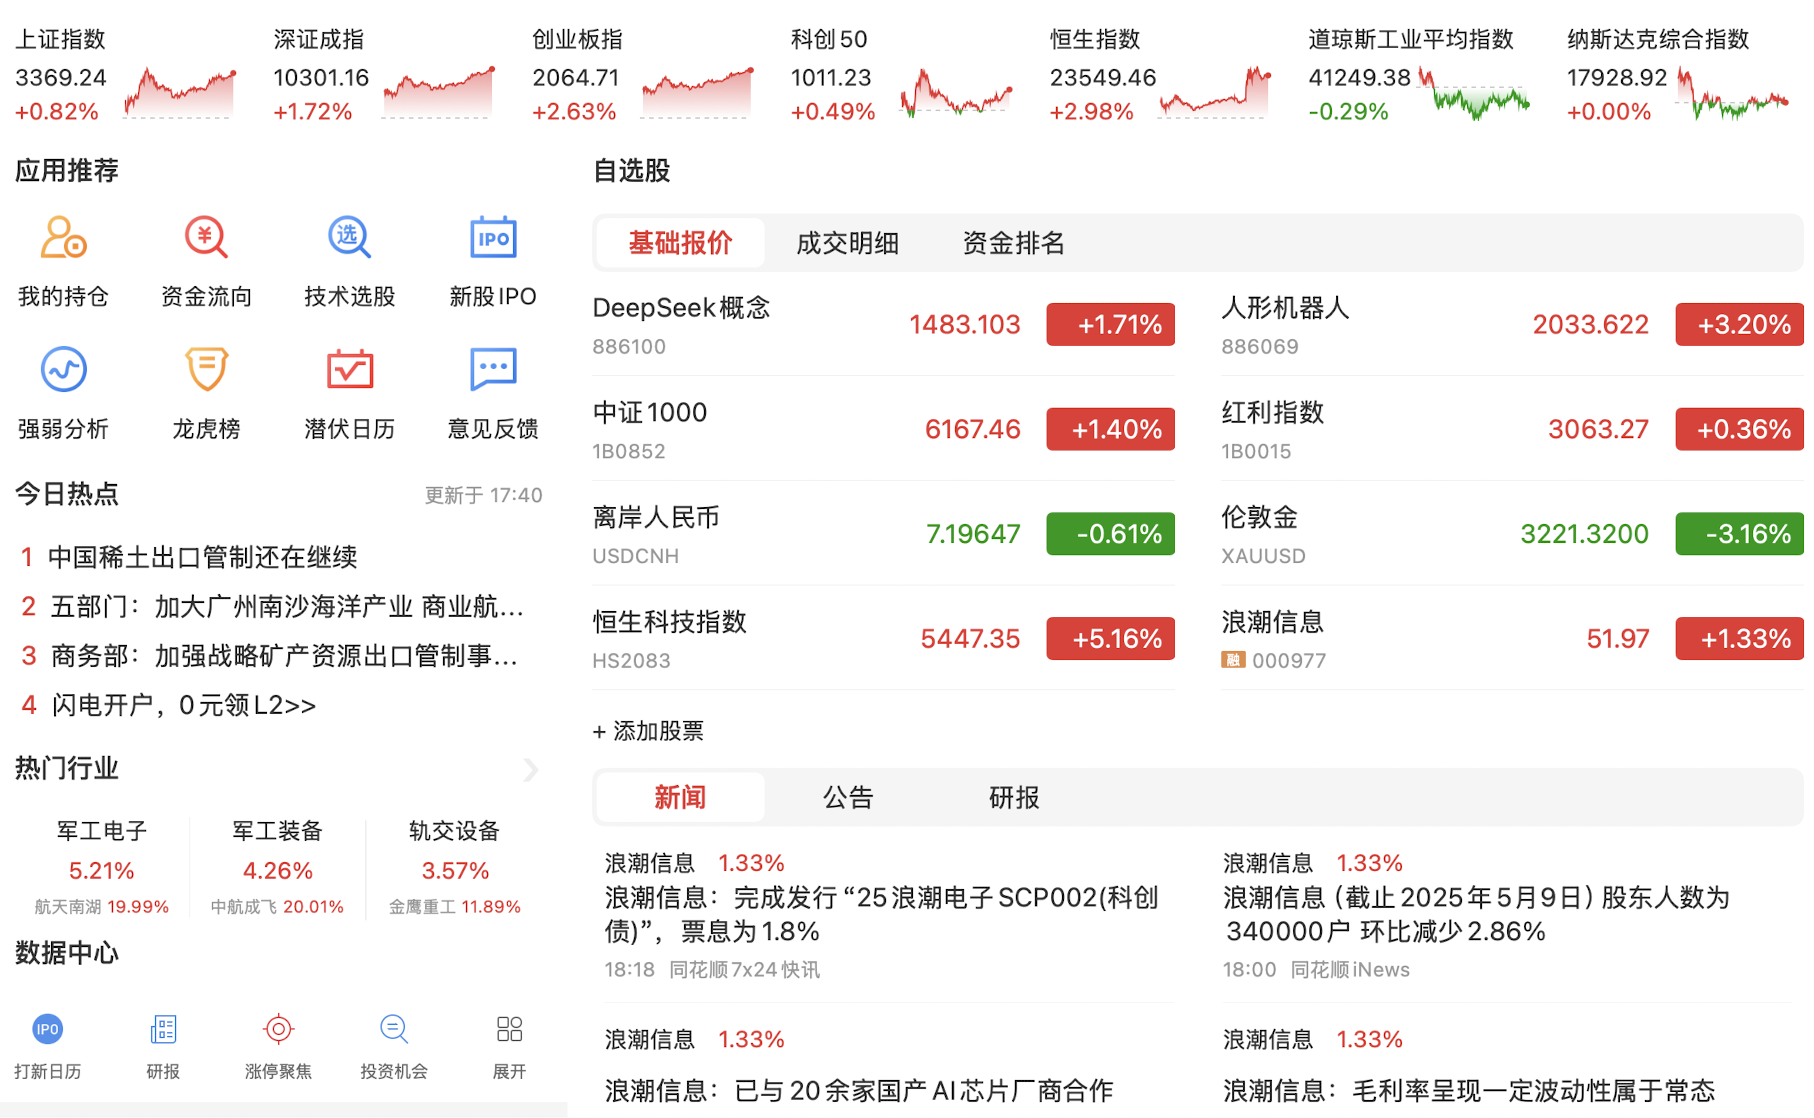 上证指数
3369.24
+0.82%
深证成指
10301.16
+1.72%
创业板指
2064.71
+2.63%
科创50
1011.23
+0.49%
恒生指数
23549.46
+2.98%
道琼斯工业平均指数
41249.38
-0.29%
纳斯达克综合指数
17928.92
+0.00%
应用推荐
我的持仓
¥
资金流向
选
技术选股
IPO
新股IPO
强弱分析
龙虎榜
潜伏日历
意见反馈
今日热点 更新于 17:40
1 中国稀土出口管制还在继续
2 五部门：加大广州南沙海洋产业 商业航...
3 商务部：加强战略矿产资源出口管制事...
4 闪电开户，0元领L2>>
热门行业
军工电子
5.21%
航天南湖 19.99%
军工装备
4.26%
中航成飞 20.01%
轨交设备
3.57%
金鹰重工 11.89%
数据中心
IPO
打新日历
研报
涨停聚焦
投资机会
展开
自选股
基础报价 成交明细 资金排名
DeepSeek概念
886100
1483.103 +1.71%
人形机器人
886069
2033.622 +3.20%
中证1000
1B0852
6167.46 +1.40%
红利指数
1B0015
3063.27 +0.36%
离岸人民币
USDCNH
7.19647 -0.61%
伦敦金
XAUUSD
3221.3200 -3.16%
恒生科技指数
HS2083
5447.35 +5.16%
浪潮信息
融 000977
51.97 +1.33%
+ 添加股票
新闻 公告 研报
浪潮信息 1.33%
浪潮信息：完成发行“25浪潮电子SCP002(科创
债)”，票息为1.8%
18:18 同花顺7x24快讯
浪潮信息 1.33%
浪潮信息（截止2025年5月9日）股东人数为
340000户 环比减少2.86%
18:00 同花顺iNews
浪潮信息 1.33%
浪潮信息：已与20余家国产AI芯片厂商合作
浪潮信息 1.33%
浪潮信息：毛利率呈现一定波动性属于常态